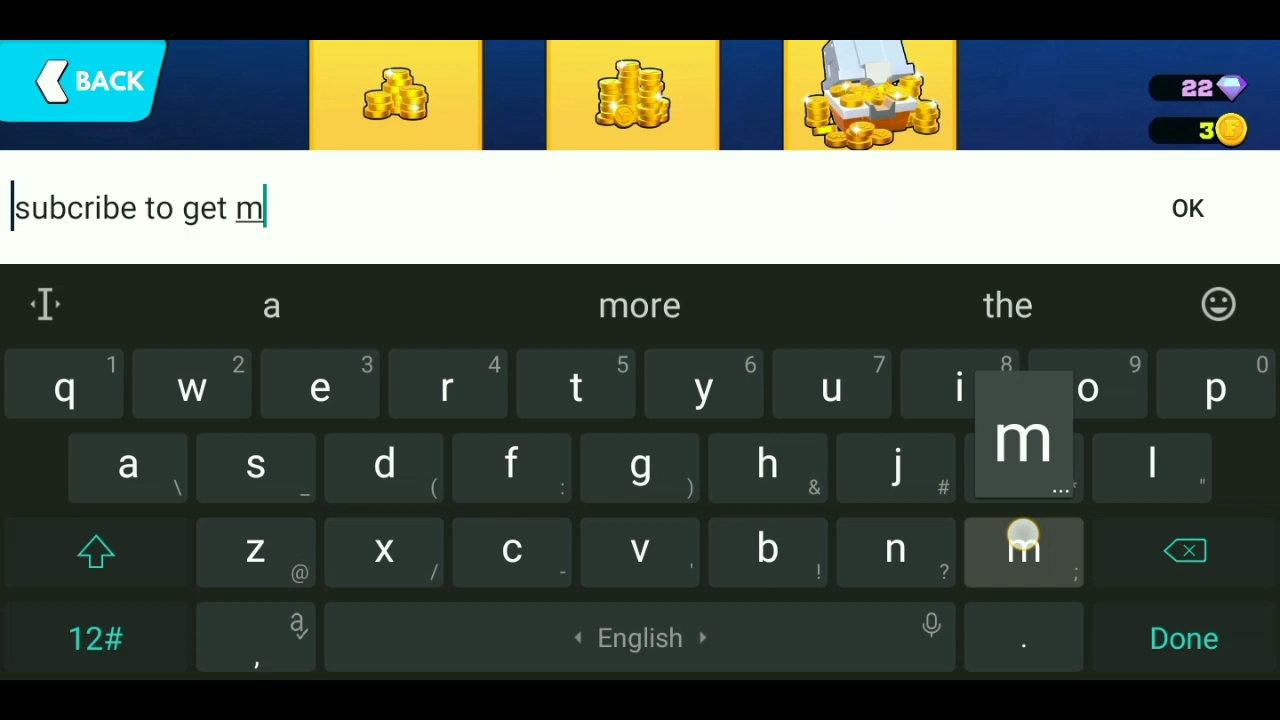 BACK
22
3
subcribe to get m
OK
a more the
1 2 3 4 5 6 7 8 9 0
q w e r t y u i o p
m
...
a s d f g h j l
\ _ ( : ) & # * "
z x c v b n m
@ / - ' ! ? ;
12# , a English . Done